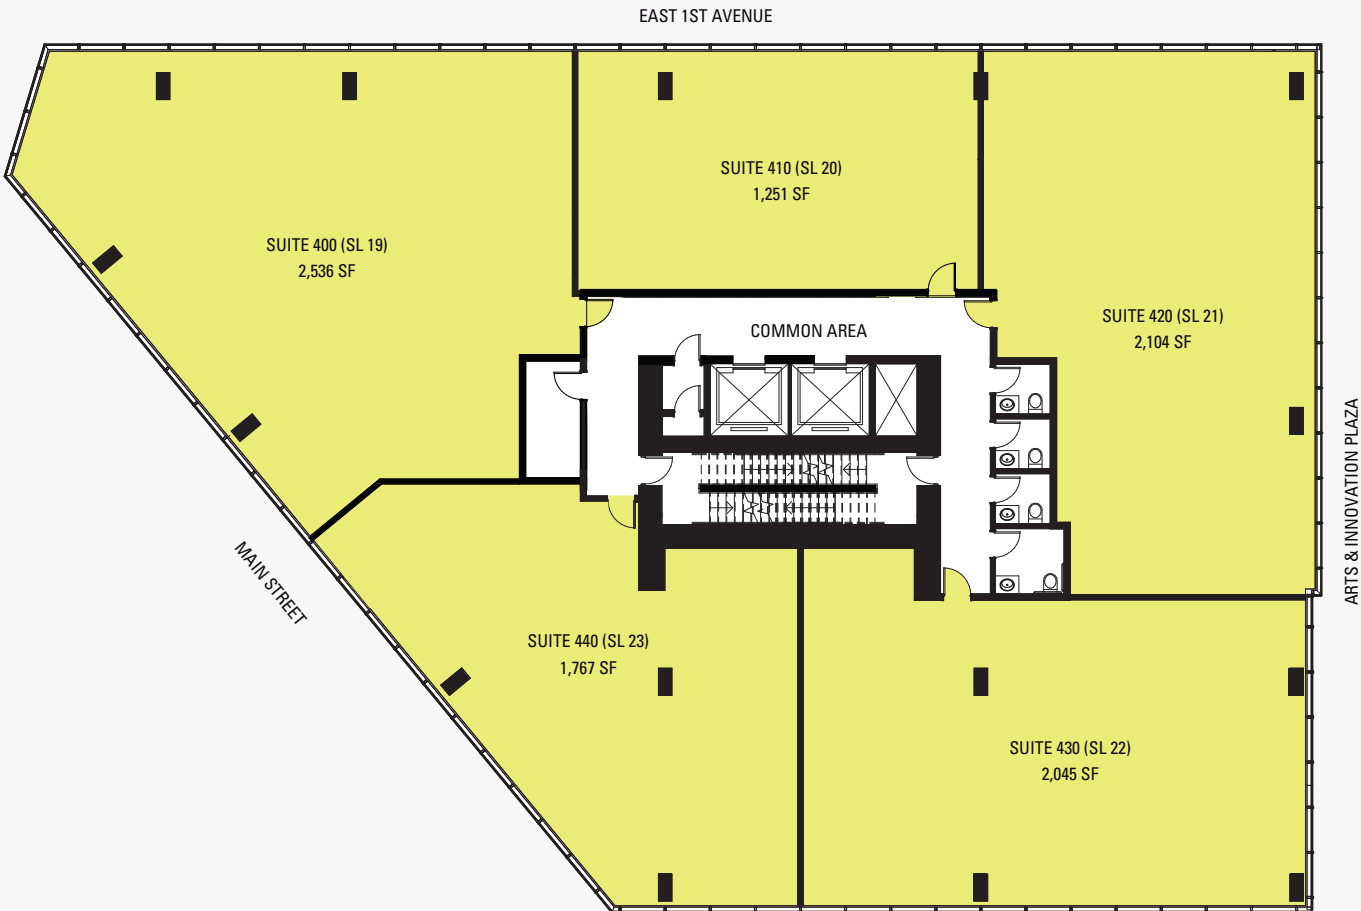 EAST 1ST AVENUE
SUITE 410 (SL 20)
1,251 SF
SUITE 400 (SL 19)
2,536 SF
SUITE 420 (SL 21)
2,104 SF
COMMON AREA
ARTS & INNOVATION PLAZA
MAIN STREET
SUITE 440 (SL 23)
1,767 SF
SUITE 430 (SL 22)
2,045 SF